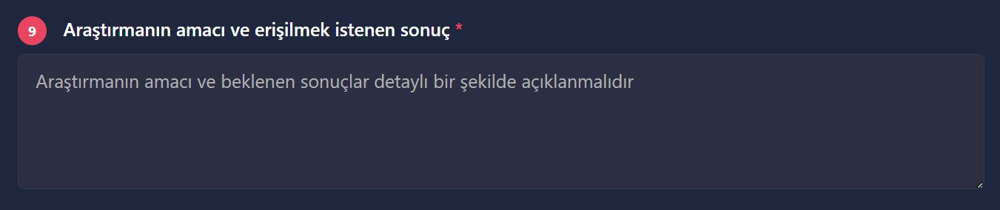 9 Araştırmanın amacı ve erişilmek istenen sonuç *
Araştırmanın amacı ve beklenen sonuçlar detaylı bir şekilde açıklanmalıdır